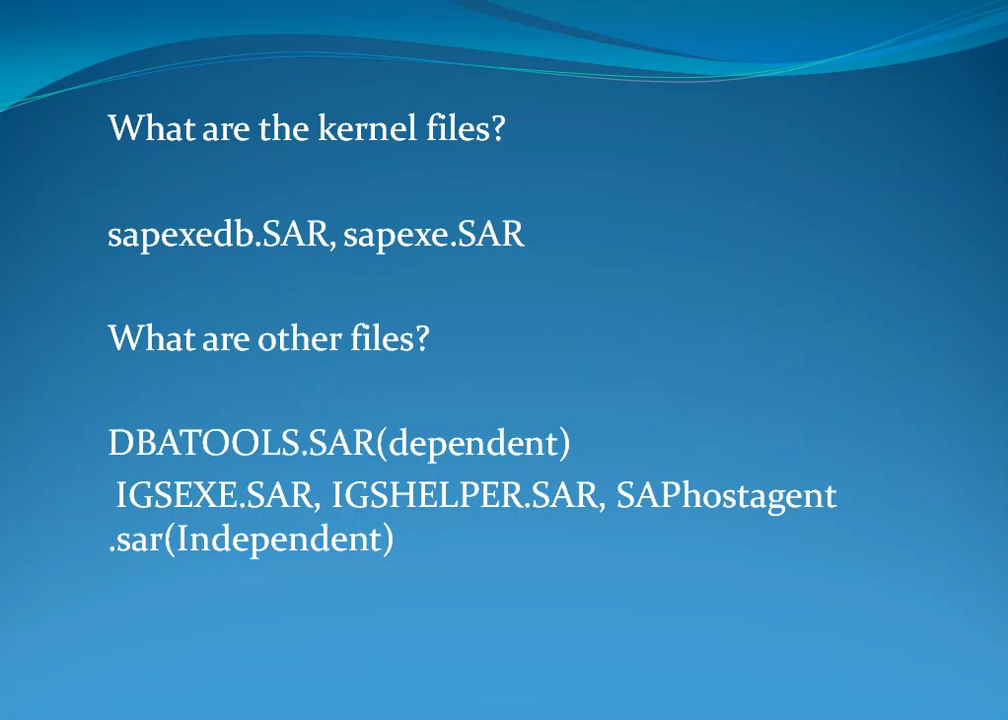 What are the kernel files?
sapexedb.SAR, sapexe.SAR
What are other files?
DBATOOLS.SAR(dependent)
IGSEXE.SAR, IGSHELPER.SAR, SAPhostagent
.sar(Independent)